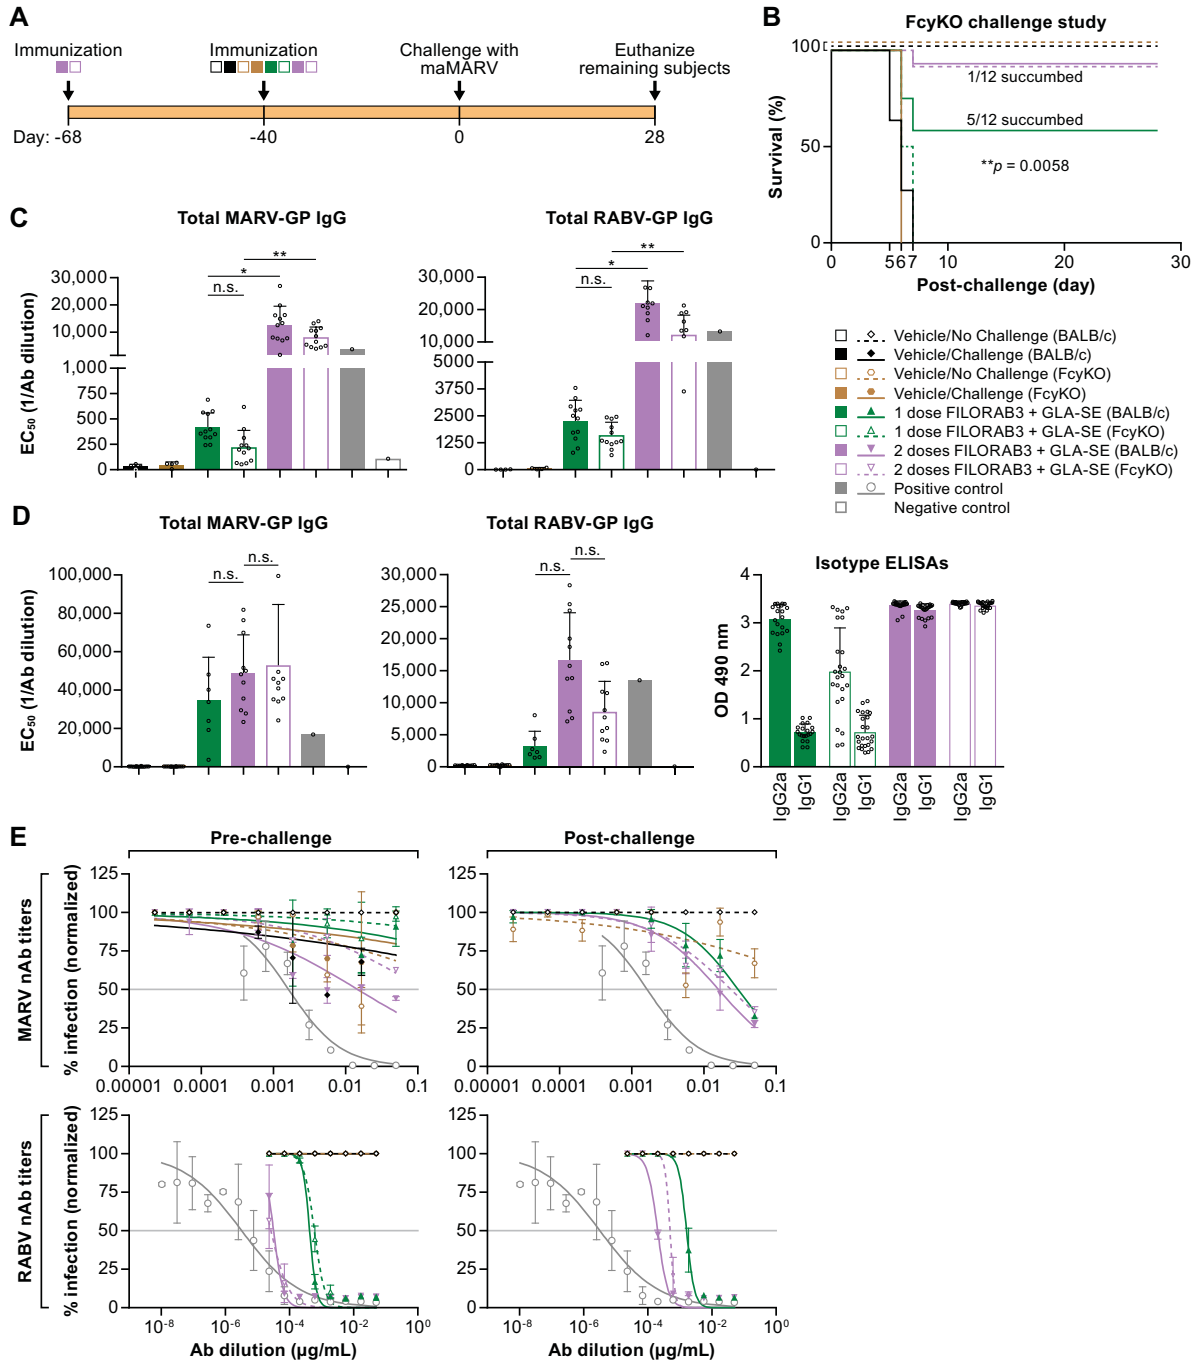 A
Immunization
Immunization
Challenge with
maMARV
Euthanize
remaining subjects
Day: -68
-40
0
28
B
FcyKO challenge study
Survival (%)
100
50
0
1/12 succumbed
5/12 succumbed
**p = 0.0058
0
5
6
7
10
20
30
Post-challenge (day)
Vehicle/No Challenge (BALB/c)
Vehicle/Challenge (BALB/c)
Vehicle/No Challenge (FcyKO)
Vehicle/Challenge (FcyKO)
1 dose FILORAB3 + GLA-SE (BALB/c)
1 dose FILORAB3 + GLA-SE (FcyKO)
2 doses FILORAB3 + GLA-SE (BALB/c)
2 doses FILORAB3 + GLA-SE (FcyKO)
Positive control
Negative control
C
Total MARV-GP IgG
EC50 (1/Ab dilution)
30,000
20,000
10,000
1,000
750
500
250
0
n.s.
*
**
Total RABV-GP IgG
30,000
20,000
10,000
5000
3750
2500
1250
0
n.s.
*
**
D
Total MARV-GP IgG
EC50 (1/Ab dilution)
100,000
80,000
60,000
40,000
20,000
0
n.s.
n.s.
Total RABV-GP IgG
30,000
25,000
20,000
15,000
10,000
5,000
0
n.s.
n.s.
Isotype ELISAs
OD 490 nm
4
3
2
1
0
IgG2a
IgG1
IgG2a
IgG1
IgG2a
IgG1
IgG2a
IgG1
E
Pre-challenge
Post-challenge
MARV nAb titers
% infection (normalized)
125
100
75
50
25
0
0.00001
0.0001
0.001
0.01
0.1
125
100
75
50
25
0
0.00001
0.0001
0.001
0.01
0.1
RABV nAb titers
% infection (normalized)
125
100
75
50
25
0
10⁻⁸
10⁻⁶
10⁻⁴
10⁻²
10⁰
Ab dilution (µg/mL)
125
100
75
50
25
0
10⁻⁸
10⁻⁶
10⁻⁴
10⁻²
10⁰
Ab dilution (µg/mL)